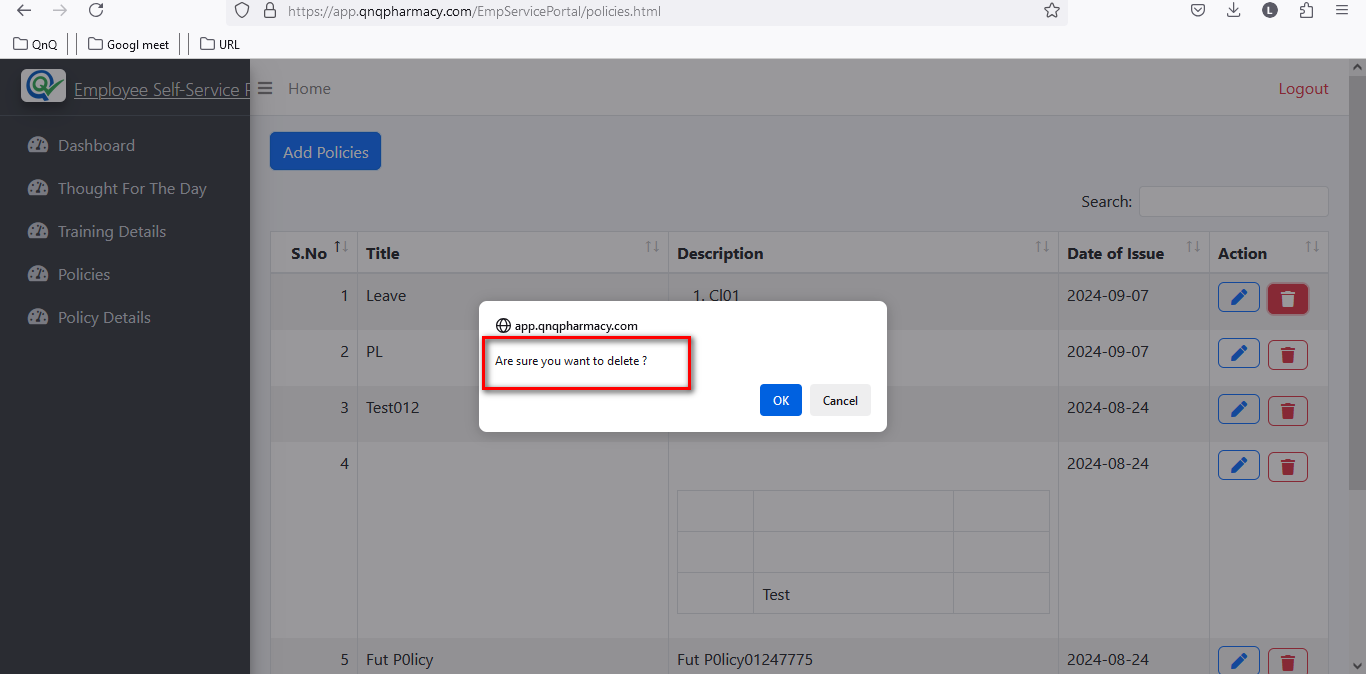 https://app.qnqpharmacy.com/EmpServicePortal/policies.html
L
QnQ
Googl meet
URL
Employee Self-Service P
Home
Logout
Dashboard
Thought For The Day
Training Details
Policies
Policy Details
Add Policies
Search:
S.No Title Description Date of Issue Action
1 Leave 1. Cl01 2024-09-07
2 PL 2024-09-07
3 Test012 2024-08-24
4 2024-08-24
Test
5 Fut P0licy Fut P0licy01247775 2024-08-24
app.qnqpharmacy.com
Are sure you want to delete ?
OK Cancel